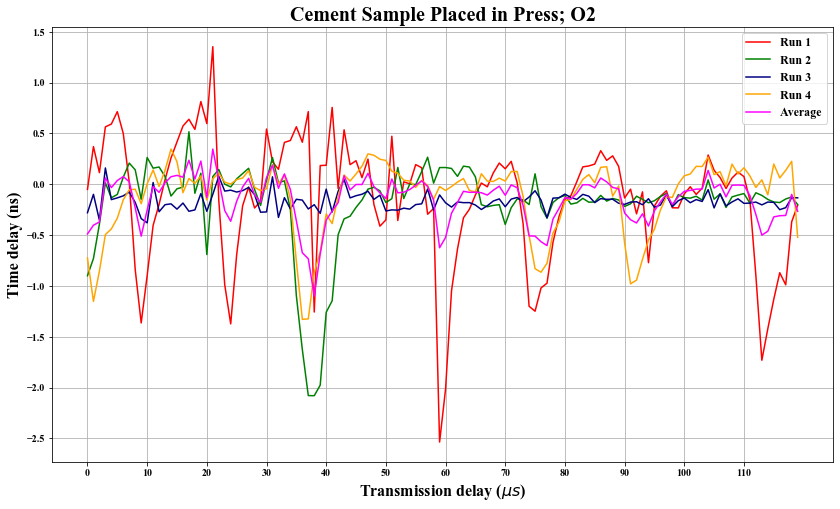 Cement Sample Placed in Press; O2
1.5
1.0
0.5
0.0
−0.5
−1.0
−1.5
−2.0
−2.5
Time delay (ns)
Run 1
Run 2
Run 3
Run 4
Average
0 10 20 30 40 50 60 70 80 90 100 110
Transmission delay (μs)